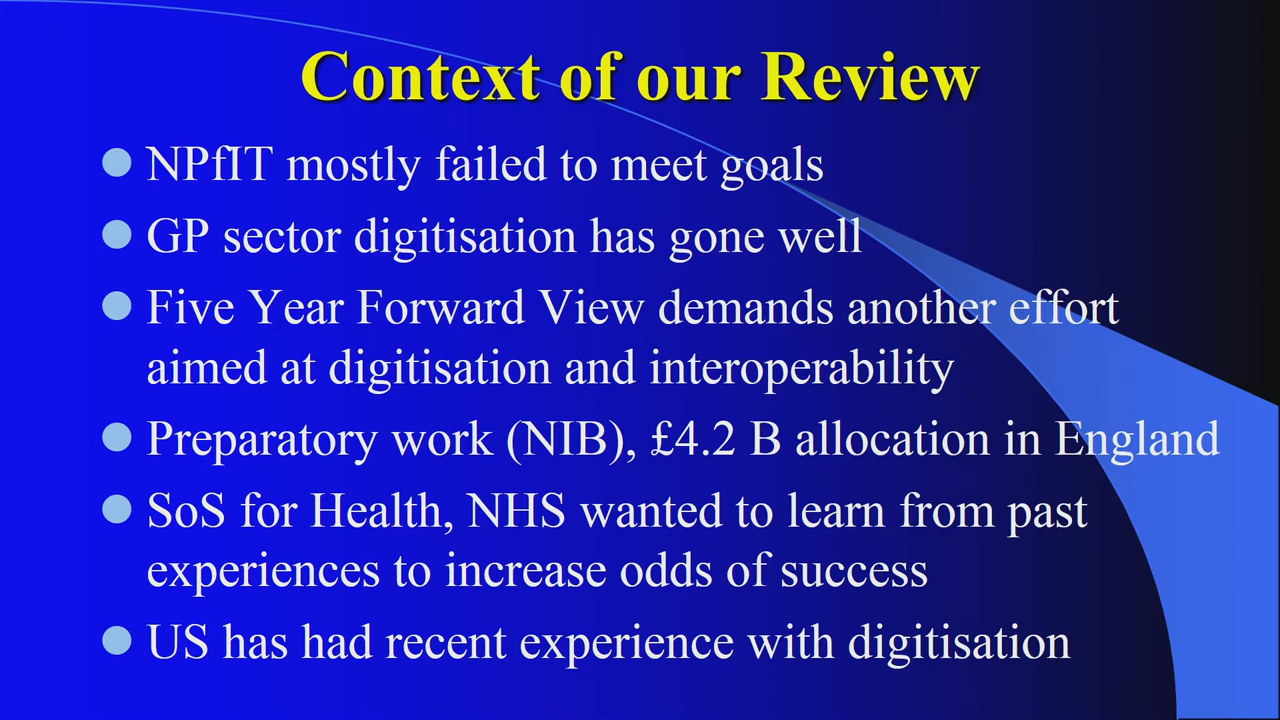 Context of our Review
NPfIT mostly failed to meet goals
GP sector digitisation has gone well
Five Year Forward View demands another effort
aimed at digitisation and interoperability
Preparatory work (NIB), £4.2 B allocation in England
SoS for Health, NHS wanted to learn from past
experiences to increase odds of success
US has had recent experience with digitisation